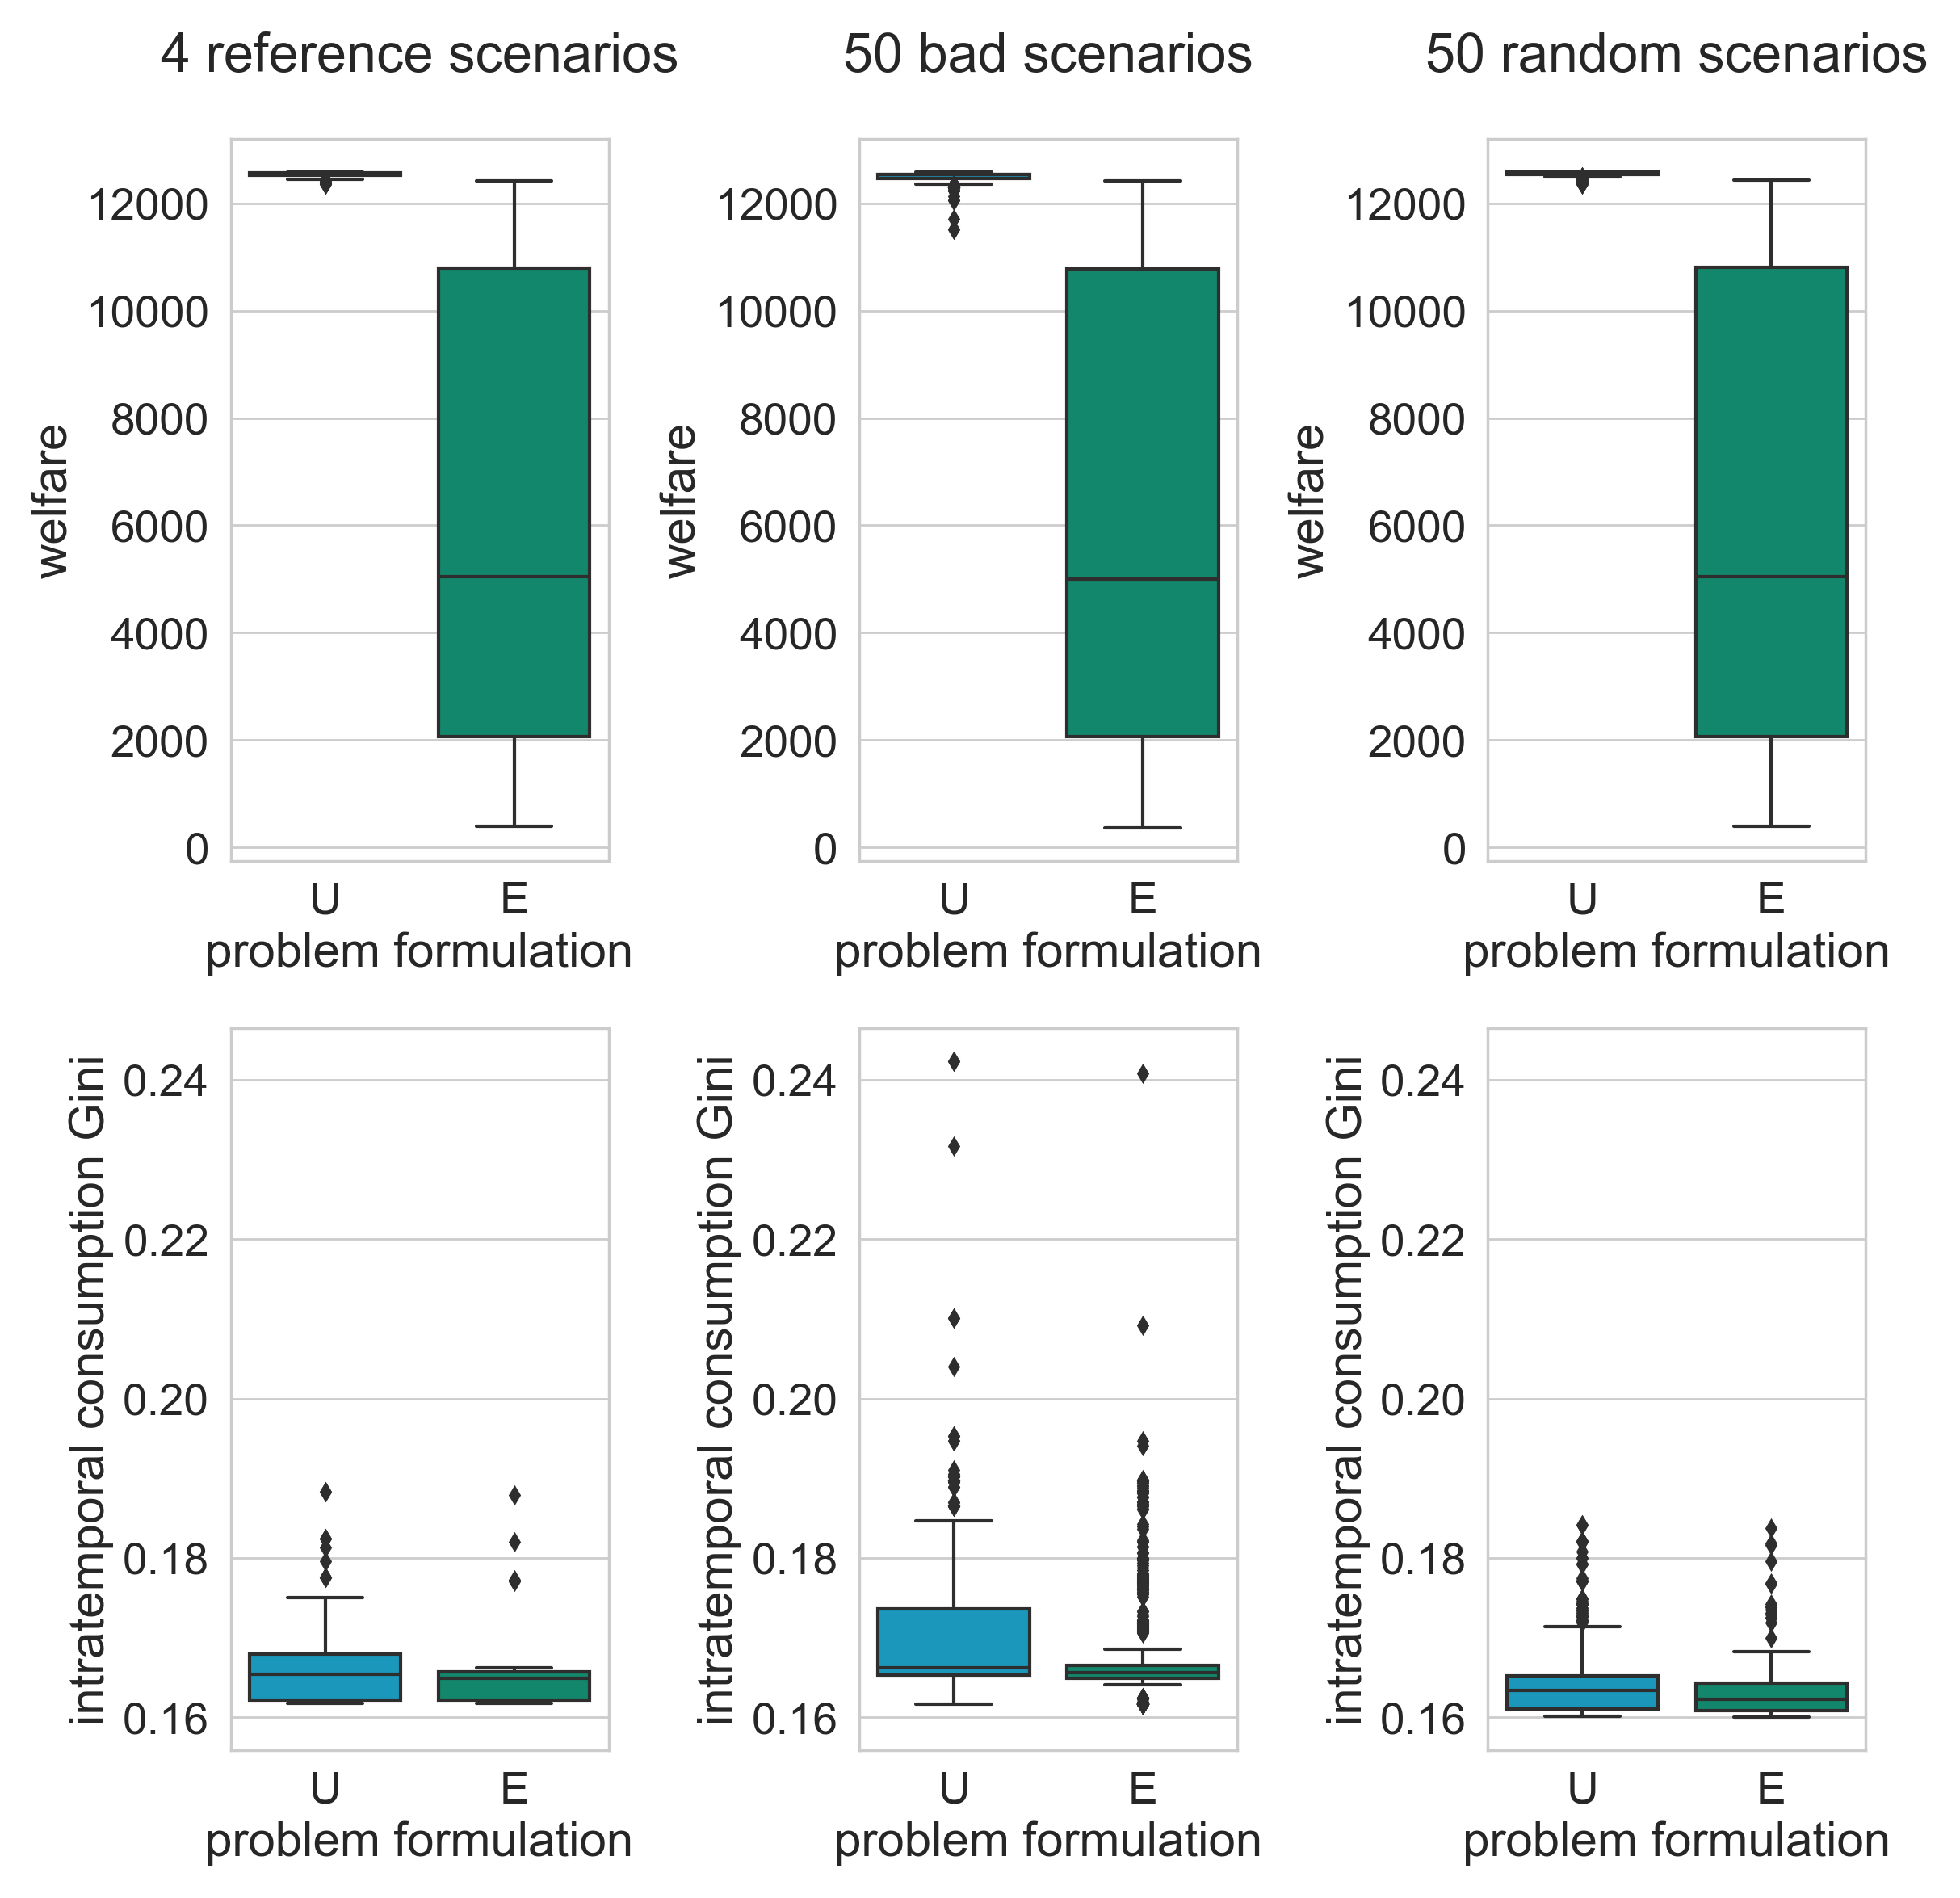 4 reference scenarios
50 bad scenarios
50 random scenarios
welfare
12000
10000
8000
6000
4000
2000
0
U E
problem formulation
welfare
12000
10000
8000
6000
4000
2000
0
U E
problem formulation
welfare
12000
10000
8000
6000
4000
2000
0
U E
problem formulation
intratemporal consumption Gini
0.24
0.22
0.20
0.18
0.16
U E
problem formulation
intratemporal consumption Gini
0.24
0.22
0.20
0.18
0.16
U E
problem formulation
intratemporal consumption Gini
0.24
0.22
0.20
0.18
0.16
U E
problem formulation